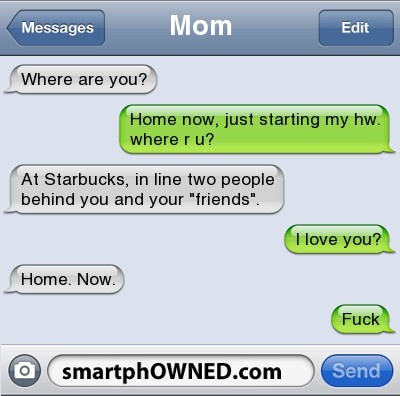 Messages
Mom
Edit
Where are you?
Home now, just starting my hw.
where r u?
At Starbucks, in line two people
behind you and your "friends".
I love you?
Home. Now.
Fuck
smartphOWNED.com
Send